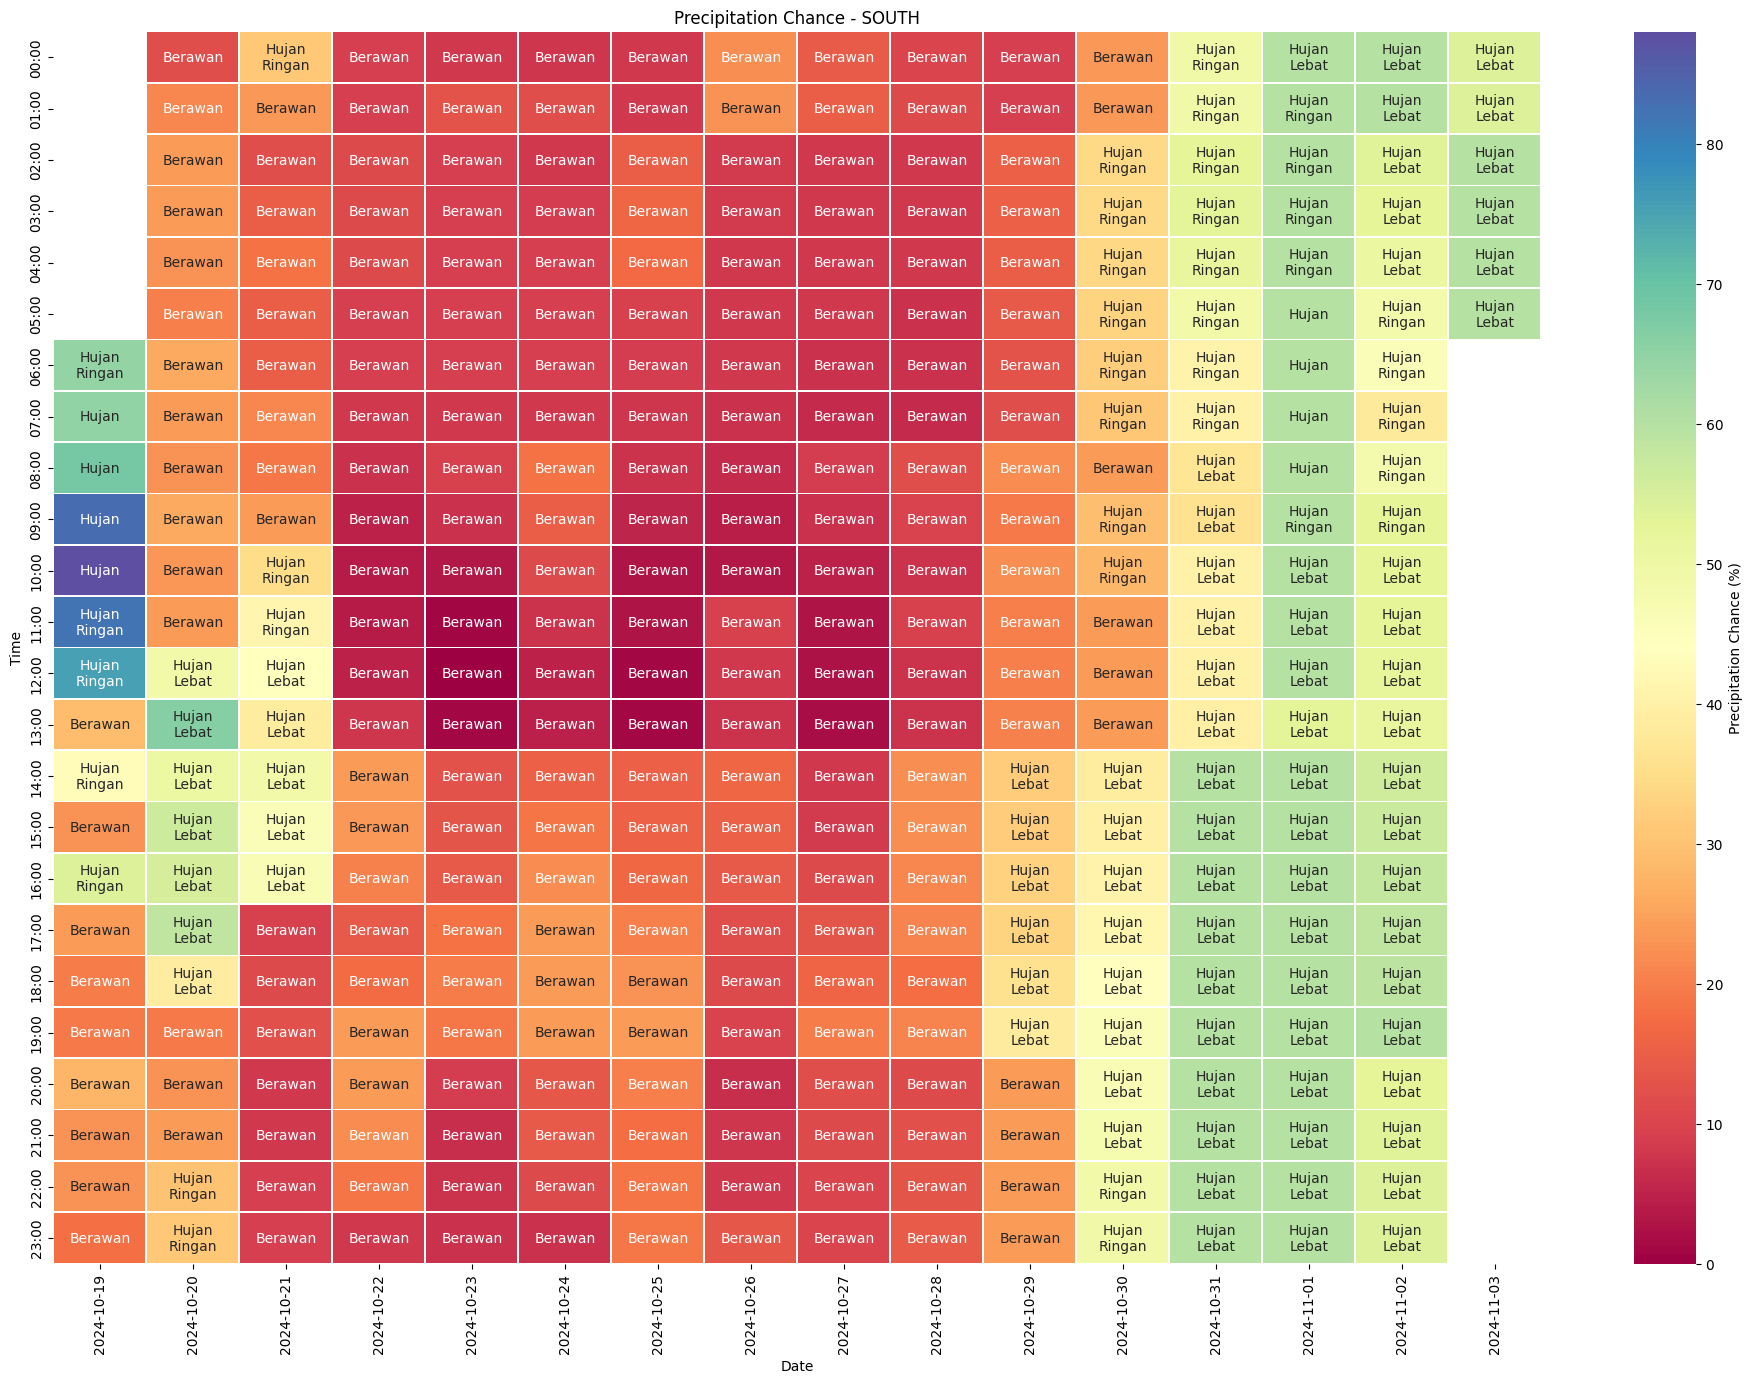 Precipitation Chance - SOUTH
00:00 Berawan Hujan Ringan Berawan Berawan Berawan Berawan Berawan Berawan Berawan Berawan Berawan Hujan Ringan Hujan Lebat Hujan Lebat Hujan Lebat
01:00 Berawan Berawan Berawan Berawan Berawan Berawan Berawan Berawan Berawan Berawan Berawan Hujan Ringan Hujan Ringan Hujan Lebat Hujan Lebat
02:00 Berawan Berawan Berawan Berawan Berawan Berawan Berawan Berawan Berawan Berawan Hujan Ringan Hujan Ringan Hujan Ringan Hujan Lebat Hujan Lebat
03:00 Berawan Berawan Berawan Berawan Berawan Berawan Berawan Berawan Berawan Berawan Hujan Ringan Hujan Ringan Hujan Ringan Hujan Lebat Hujan Lebat
04:00 Berawan Berawan Berawan Berawan Berawan Berawan Berawan Berawan Berawan Berawan Hujan Ringan Hujan Ringan Hujan Ringan Hujan Lebat Hujan Lebat
05:00 Berawan Berawan Berawan Berawan Berawan Berawan Berawan Berawan Berawan Berawan Hujan Ringan Hujan Ringan Hujan Hujan Ringan Hujan Lebat
06:00 Hujan Ringan Berawan Berawan Berawan Berawan Berawan Berawan Berawan Berawan Berawan Berawan Hujan Ringan Hujan Ringan Hujan Hujan Ringan
07:00 Hujan Berawan Berawan Berawan Berawan Berawan Berawan Berawan Berawan Berawan Berawan Hujan Ringan Hujan Ringan Hujan Hujan Ringan
08:00 Hujan Berawan Berawan Berawan Berawan Berawan Berawan Berawan Berawan Berawan Berawan Berawan Hujan Lebat Hujan Hujan Ringan
09:00 Hujan Berawan Berawan Berawan Berawan Berawan Berawan Berawan Berawan Berawan Berawan Hujan Ringan Hujan Lebat Hujan Ringan Hujan Ringan
10:00 Hujan Berawan Hujan Ringan Berawan Berawan Berawan Berawan Berawan Berawan Berawan Berawan Hujan Ringan Hujan Lebat Hujan Lebat Hujan Lebat
11:00 Hujan Ringan Berawan Hujan Ringan Berawan Berawan Berawan Berawan Berawan Berawan Berawan Berawan Berawan Hujan Lebat Hujan Lebat Hujan Lebat
12:00 Hujan Ringan Hujan Lebat Hujan Lebat Berawan Berawan Berawan Berawan Berawan Berawan Berawan Berawan Berawan Hujan Lebat Hujan Lebat Hujan Lebat
13:00 Berawan Hujan Lebat Hujan Lebat Berawan Berawan Berawan Berawan Berawan Berawan Berawan Berawan Berawan Hujan Lebat Hujan Lebat Hujan Lebat
14:00 Hujan Ringan Hujan Lebat Hujan Lebat Berawan Berawan Berawan Berawan Berawan Berawan Berawan Hujan Lebat Hujan Lebat Hujan Lebat Hujan Lebat Hujan Lebat
15:00 Berawan Hujan Lebat Hujan Lebat Berawan Berawan Berawan Berawan Berawan Berawan Berawan Hujan Lebat Hujan Lebat Hujan Lebat Hujan Lebat Hujan Lebat
16:00 Hujan Ringan Hujan Lebat Hujan Lebat Berawan Berawan Berawan Berawan Berawan Berawan Berawan Hujan Lebat Hujan Lebat Hujan Lebat Hujan Lebat Hujan Lebat
17:00 Berawan Hujan Lebat Berawan Berawan Berawan Berawan Berawan Berawan Berawan Berawan Hujan Lebat Hujan Lebat Hujan Lebat Hujan Lebat Hujan Lebat
18:00 Berawan Hujan Lebat Berawan Berawan Berawan Berawan Berawan Berawan Berawan Berawan Hujan Lebat Hujan Lebat Hujan Lebat Hujan Lebat Hujan Lebat
19:00 Berawan Berawan Berawan Berawan Berawan Berawan Berawan Berawan Berawan Berawan Hujan Lebat Hujan Lebat Hujan Lebat Hujan Lebat Hujan Lebat
20:00 Berawan Berawan Berawan Berawan Berawan Berawan Berawan Berawan Berawan Berawan Berawan Hujan Lebat Hujan Lebat Hujan Lebat Hujan Lebat
21:00 Berawan Berawan Berawan Berawan Berawan Berawan Berawan Berawan Berawan Berawan Berawan Hujan Lebat Hujan Lebat Hujan Lebat Hujan Lebat
22:00 Berawan Hujan Ringan Berawan Berawan Berawan Berawan Berawan Berawan Berawan Berawan Berawan Hujan Ringan Hujan Lebat Hujan Lebat Hujan Lebat
23:00 Berawan Hujan Ringan Berawan Berawan Berawan Berawan Berawan Berawan Berawan Berawan Berawan Hujan Ringan Hujan Lebat Hujan Lebat Hujan Lebat
Time
2024-10-19 2024-10-20 2024-10-21 2024-10-22 2024-10-23 2024-10-24 2024-10-25 2024-10-26 2024-10-27 2024-10-28 2024-10-29 2024-10-30 2024-10-31 2024-11-01 2024-11-02 2024-11-03
Date
80
70
60
50
40
30
20
10
0
Precipitation Chance (%)